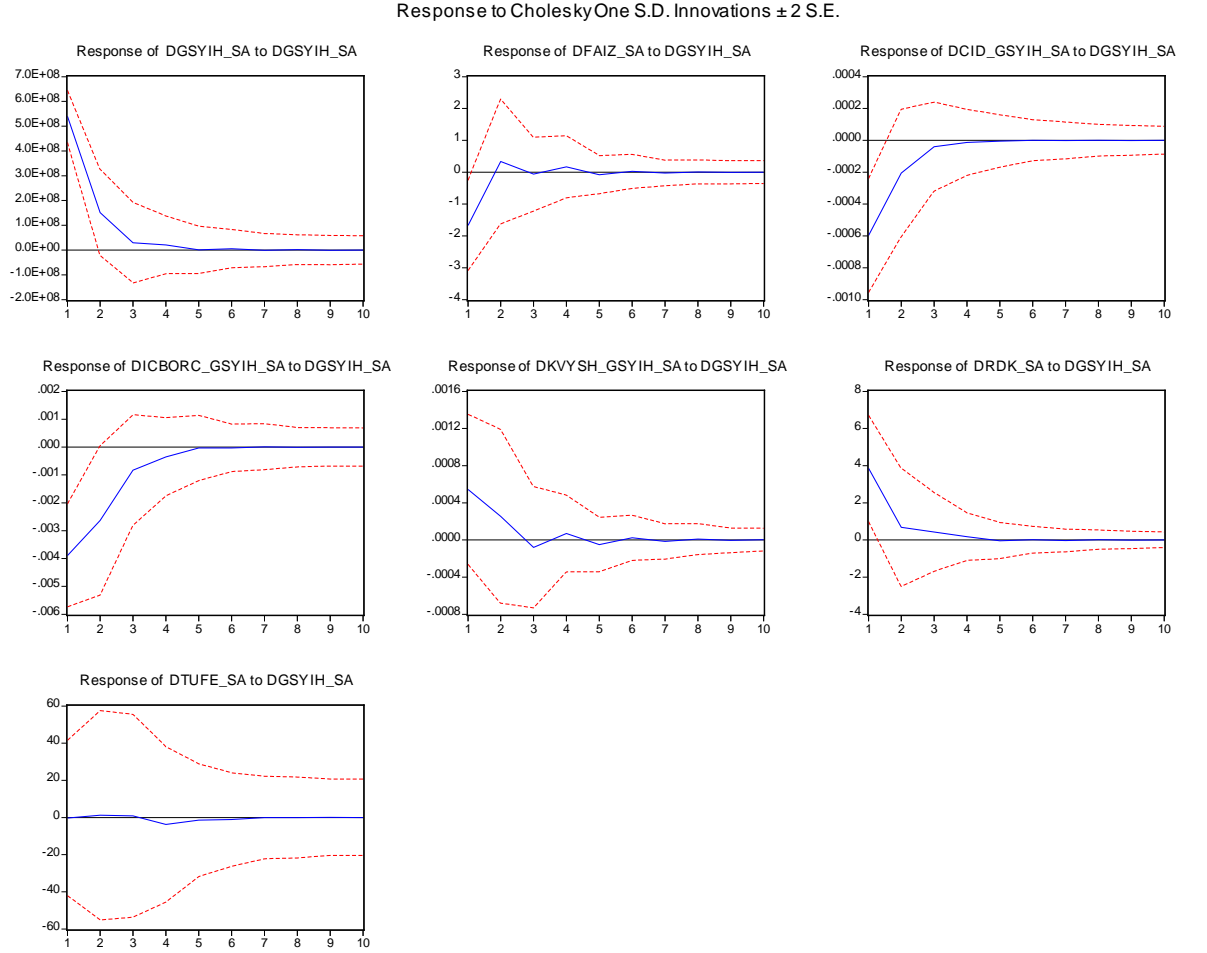 Response to Cholesky One S.D. Innovations ± 2 S.E.
Response of DGSYIH_SA to DGSYIH_SA
7.0E+08
6.0E+08
5.0E+08
4.0E+08
3.0E+08
2.0E+08
1.0E+08
0.0E+00
-1.0E+08
-2.0E+08
1 2 3 4 5 6 7 8 9 10
Response of DFAIZ_SA to DGSYIH_SA
3
2
1
0
-1
-2
-3
-4
1 2 3 4 5 6 7 8 9 10
Response of DCID_GSYIH_SA to DGSYIH_SA
.0004
.0002
.0000
-.0002
-.0004
-.0006
-.0008
-.0010
1 2 3 4 5 6 7 8 9 10
Response of DICBORC_GSYIH_SA to DGSYIH_SA
.002
.001
.000
-.001
-.002
-.003
-.004
-.005
-.006
1 2 3 4 5 6 7 8 9 10
Response of DKVYSH_GSYIH_SA to DGSYIH_SA
.0016
.0012
.0008
.0004
.0000
-.0004
-.0008
1 2 3 4 5 6 7 8 9 10
Response of DRDK_SA to DGSYIH_SA
8
6
4
2
0
-2
-4
1 2 3 4 5 6 7 8 9 10
Response of DTUFE_SA to DGSYIH_SA
60
40
20
0
-20
-40
-60
1 2 3 4 5 6 7 8 9 10